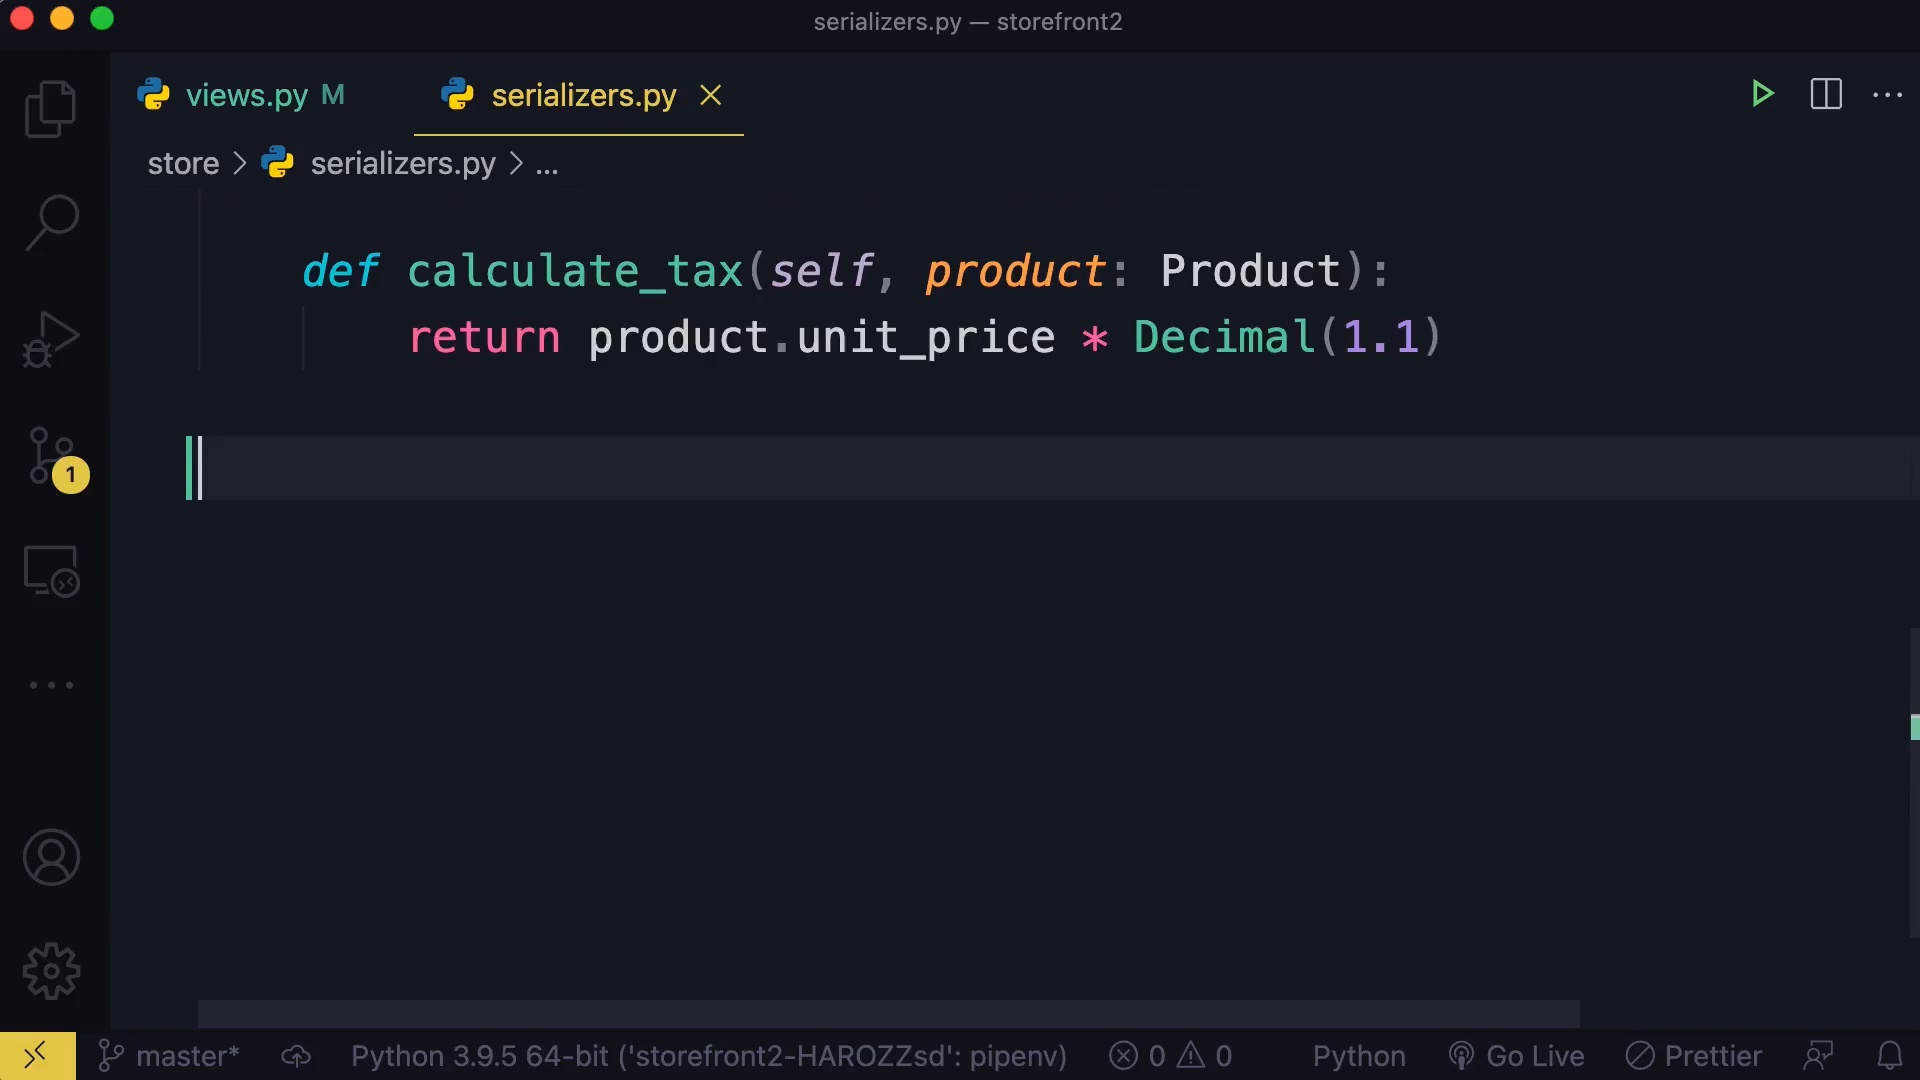 serializers.py — storefront2
views.py M serializers.py
store > serializers.py > ...
def calculate_tax(self, product: Product):
return product.unit_price * Decimal(1.1)
1
master* Python 3.9.5 64-bit ('storefront2-HAROZZsd': pipenv) 0 0 Python Go Live Prettier